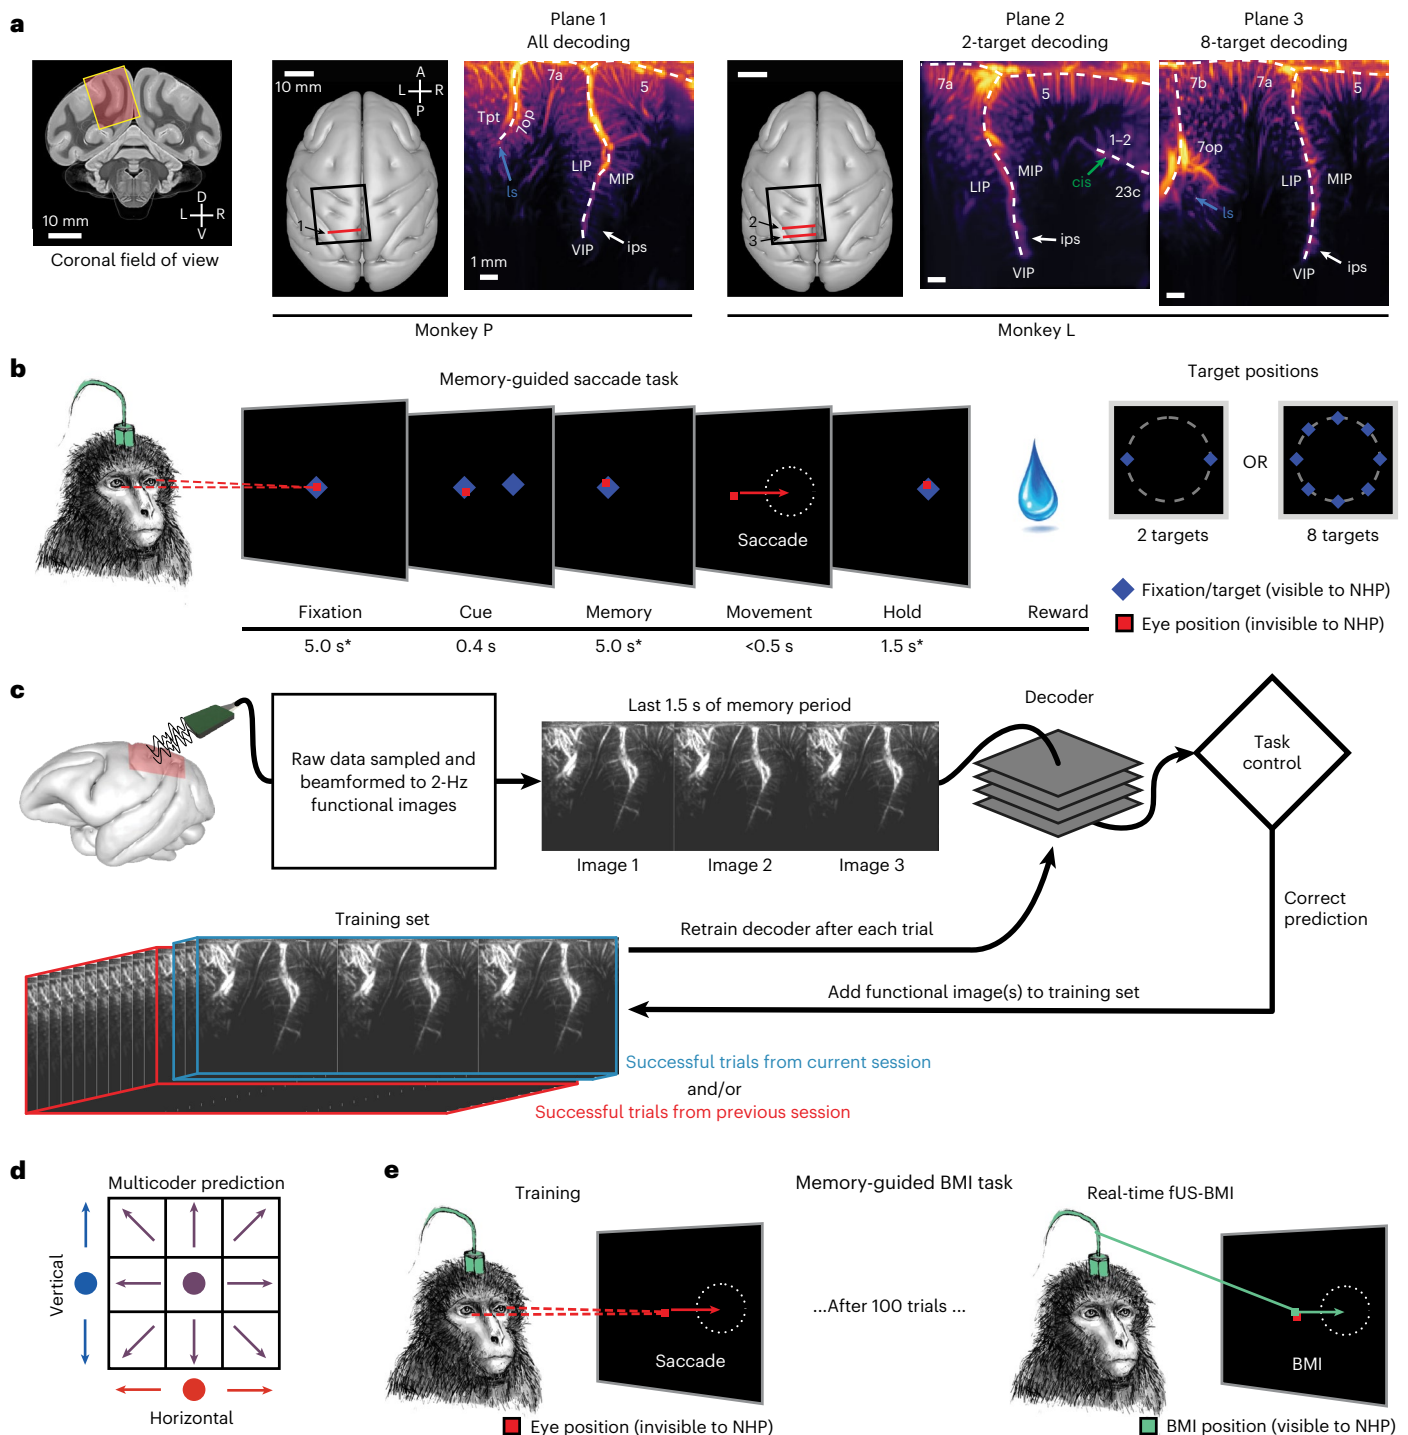 a
Plane 1
All decoding
Plane 2
2-target decoding
Plane 3
8-target decoding
10 mm
D
L R
V
Coronal field of view
10 mm
A
L R
P
1
Tpt
7op
7a
5
ls
LIP
MIP
VIP
ips
1 mm
Monkey P
2
3
7a
5
1–2
cis
23c
LIP
MIP
VIP
ips
7b
7a
5
7op
ls
LIP
MIP
VIP
ips
Monkey L
b
Memory-guided saccade task
Saccade
Fixation
Cue
Memory
Movement
Hold
Reward
5.0 s*
0.4 s
5.0 s*
<0.5 s
1.5 s*
Target positions
OR
2 targets
8 targets
Fixation/target (visible to NHP)
Eye position (invisible to NHP)
c
Raw data sampled and
beamformed to 2-Hz
functional images
Last 1.5 s of memory period
Image 1
Image 2
Image 3
Decoder
Task
control
Correct
prediction
Training set
Retrain decoder after each trial
Add functional image(s) to training set
Successful trials from current session
and/or
Successful trials from previous session
d
Multicoder prediction
Vertical
Horizontal
e
Memory-guided BMI task
Training
Saccade
Eye position (invisible to NHP)
...After 100 trials ...
Real-time fUS-BMI
BMI
BMI position (visible to NHP)